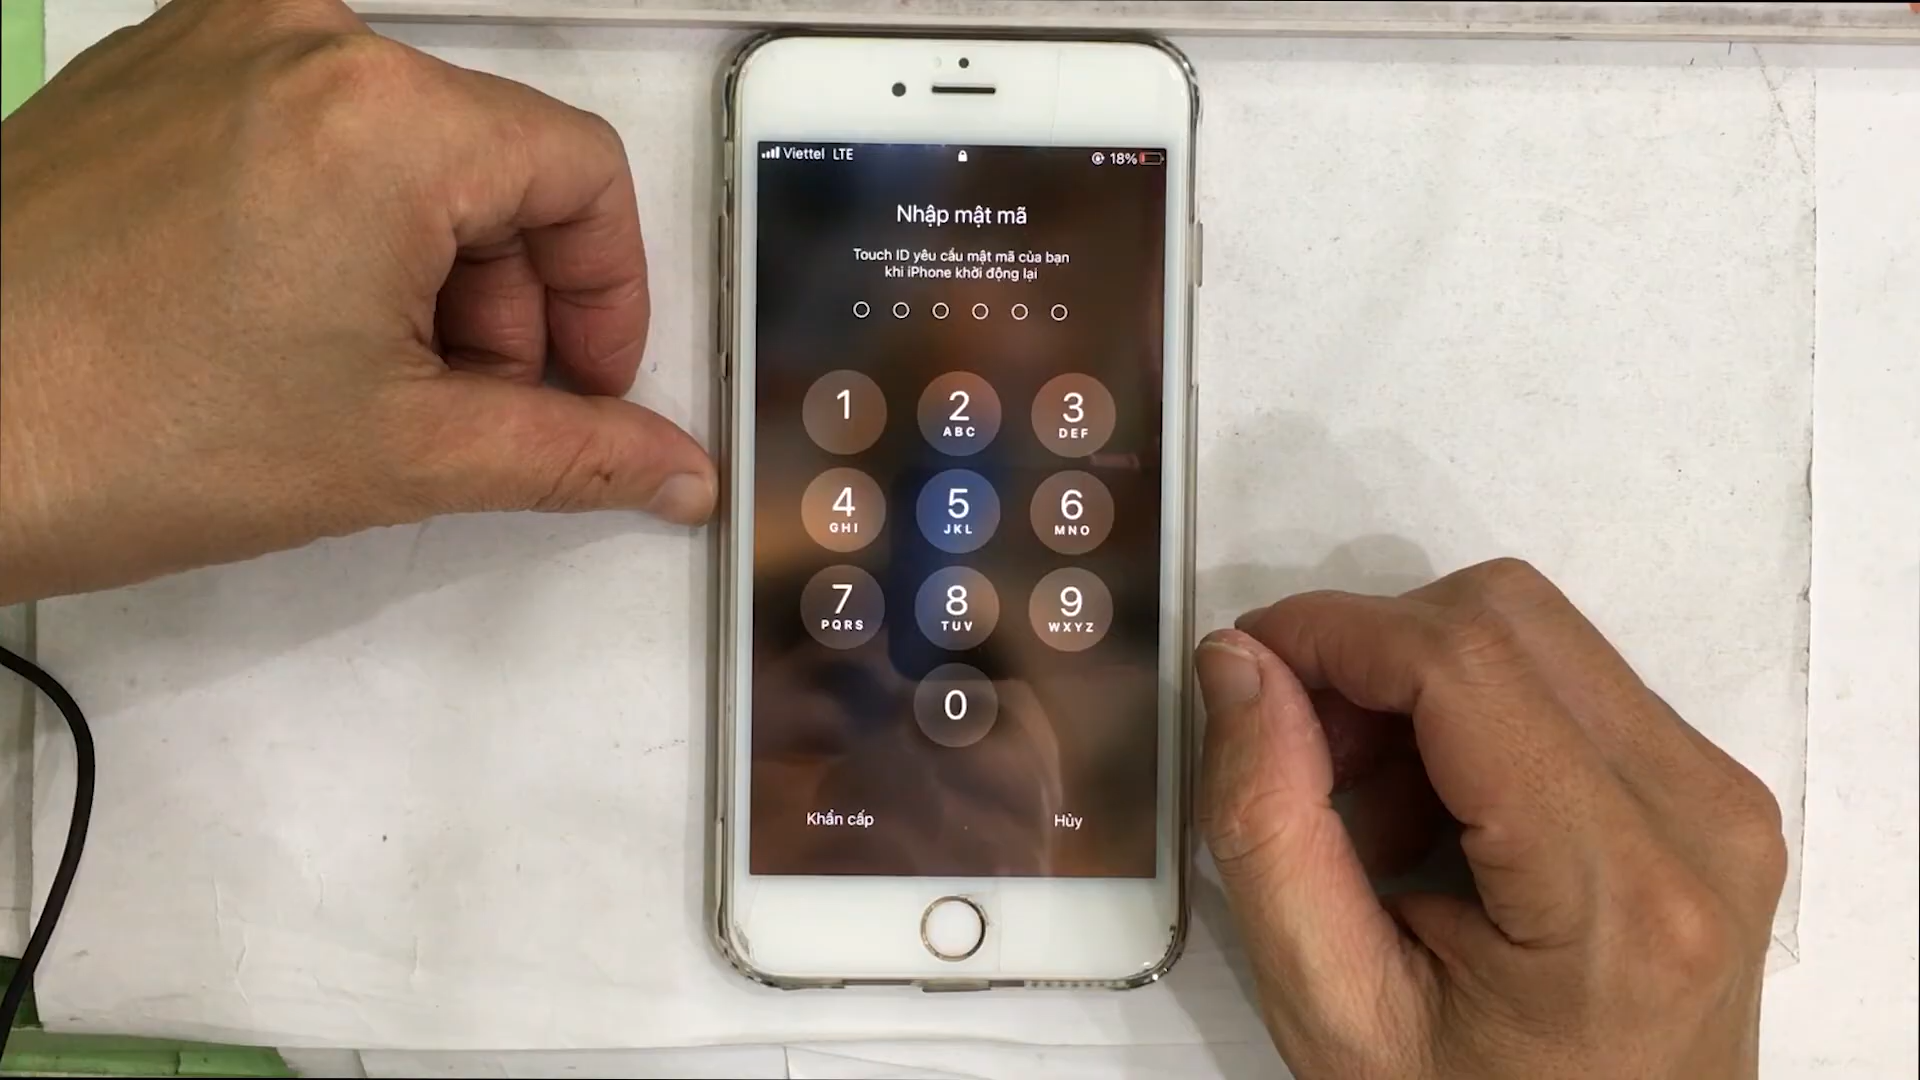 Viettel LTE 18%
Nhập mật mã
Touch ID yêu cầu mật mã của bạn
khi iPhone khởi động lại
1 2 3
ABC DEF
4 5 6
GHI JKL MNO
7 8 9
PQRS TUV WXYZ
0
Khẩn cấp Hủy